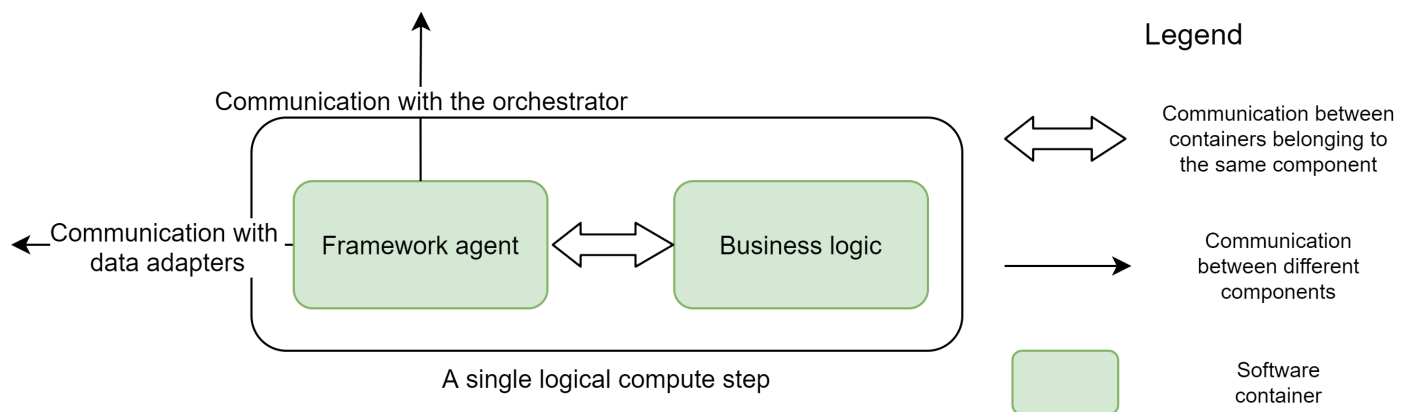 Legend
Communication with the orchestrator
Communication between
containers belonging to
the same component
Communication with
data adapters
Framework agent
Business logic
Communication
between different
components
A single logical compute step
Software
container